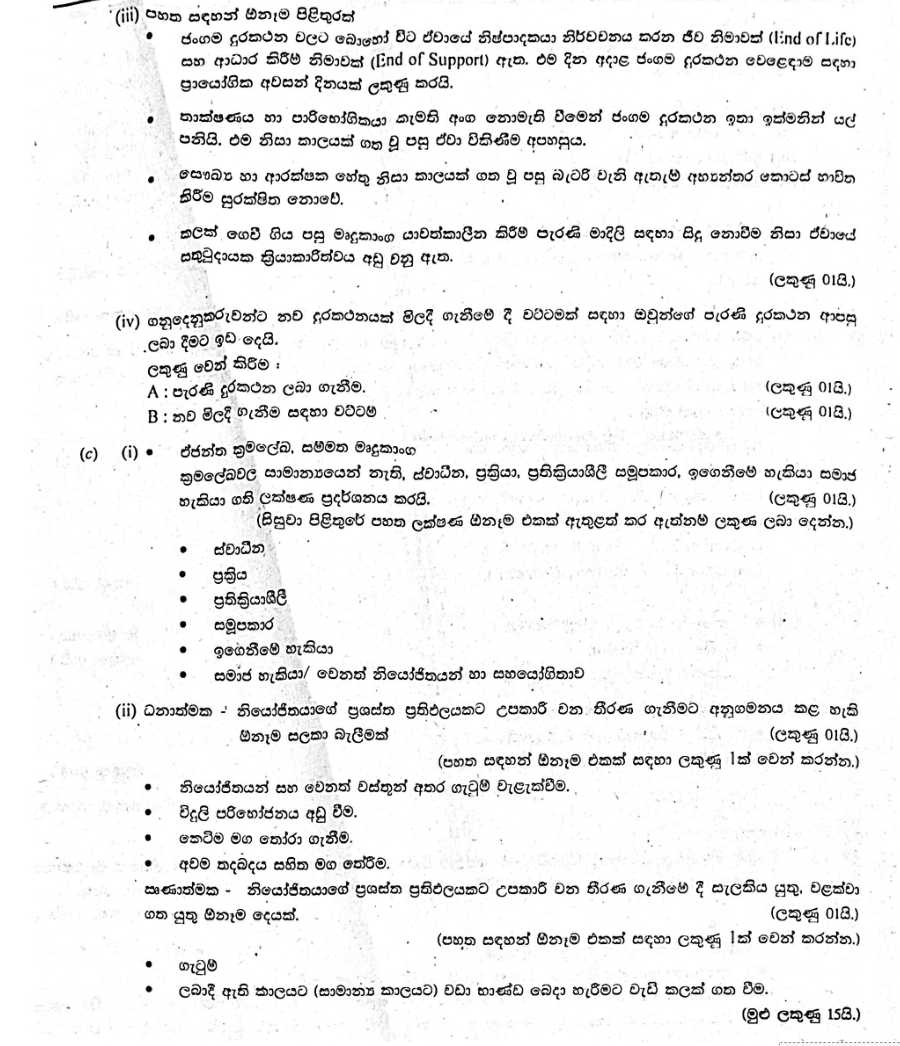 (iii) පහත සඳහන් ඕනෑම පිළිතුරක්
• ජංගම දුරකථන වලට බොහෝ විට ඒවායේ නිෂ්පාදකයා නිර්වචනය කරන ජීව නිමාවක් (End of Life)
සහ ආධාර කිරීම් නිමාවක් (End of Support) ඇත. එම දින අදාළ ජංගම දුරකථන වෙළෙඳාම සඳහා
ප්‍රායෝගික අවසන් දිනයක් ලකුණු කරයි.
• තාක්ෂණය හා පාරිභෝගිකයා කැමති අංග නොමැති වීමෙන් ජංගම දුරකථන ඉතා ඉක්මනින් යල්
පනියි. එම නිසා කාලයක් ගත වූ පසු ඒවා විකිණීම අපහසුය.
• සෞඛ්‍ය හා ආරක්ෂක හේතු නිසා කාලයක් ගත වූ පසු බැටරි වැනි ඇතැම් අභ්‍යන්තර කොටස් භාවිත
කිරීම සුරක්ෂිත නොවේ.
• කලක් ගෙවී ගිය පසු මෘදුකාංග යාවත්කාලීන කිරීම් පැරණි මාදිලි සඳහා සිදු නොවීම නිසා ඒවායේ
සතුටුදායක ක්‍රියාකාරිත්වය අඩු වනු ඇත.
(ලකුණු 01යි.)
(iv) ගනුදෙනුකරුවන්ට නව දුරකථනයක් මිලදී ගැනීමේ දී වට්ටමක් සඳහා ඔවුන්ගේ පැරණි දුරකථන ආපසු
ලබා දීමට ඉඩ දෙයි.
ලකුණු වෙන් කිරීම :
A : පැරණි දුරකථන ලබා ගැනීම. (ලකුණු 01යි.)
B : නව මිලදී ගැනීම සඳහා වට්ටම් (ලකුණු 01යි.)
(c) (i) • ඒජන්ත ක්‍රමලේඛ, සම්මත මෘදුකාංග
ක්‍රමලේඛවල සාමාන්‍යයෙන් නැති, ස්වාධීන, ප්‍රක්‍රියා, ප්‍රතික්‍රියාශීලී සමූපකාර, ඉගෙනීමේ හැකියා සමාජ
හැකියා ගති ලක්ෂණ ප්‍රදර්ශනය කරයි. (ලකුණු 01යි.)
(සිසුවා පිළිතුරේ පහත ලක්ෂණ ඕනෑම එකක් ඇතුළත් කර ඇත්නම් ලකුණ ලබා දෙන්න.)
• ස්වාධීන
• ප්‍රක්‍රිය
• ප්‍රතික්‍රියාශීලී
• සමූපකාර
• ඉගෙනීමේ හැකියා
• සමාජ හැකියා/ වෙනත් නියෝජිතයන් හා සහයෝගිතාව
(ii) ධනාත්මක - නියෝජිතයාගේ ප්‍රශස්ත ප්‍රතිඵලයකට උපකාරී වන තීරණ ගැනීමට අනුගමනය කළ හැකි
ඕනෑම සලකා බැලීමක් (ලකුණු 01යි.)
(පහත සඳහන් ඕනෑම එකක් සඳහා ලකුණු 1ක් වෙන් කරන්න.)
• නියෝජිතයන් සහ වෙනත් වස්තූන් අතර ගැටුම් වැළැක්වීම.
• විදුලි පරිභෝජනය අඩු වීම.
• කෙටිම මග තෝරා ගැනීම.
• අවම තදබදය සහිත මග තේරීම.
ඍණාත්මක - නියෝජිතයාගේ ප්‍රශස්ත ප්‍රතිඵලයකට උපකාරී වන තීරණ ගැනීමේ දී සැලකිය යුතු, වළක්වා
ගත යුතු ඕනෑම දෙයක්. (ලකුණු 01යි.)
(පහත සඳහන් ඕනෑම එකක් සඳහා ලකුණු 1ක් වෙන් කරන්න.)
• ගැටුම්
• ලබාදී ඇති කාලයට (සාමාන්‍ය කාලයට) වඩා භාණ්ඩ බෙදා හැරීමට වැඩි කලක් ගත වීම.
(මුළු ලකුණු 15යි.)